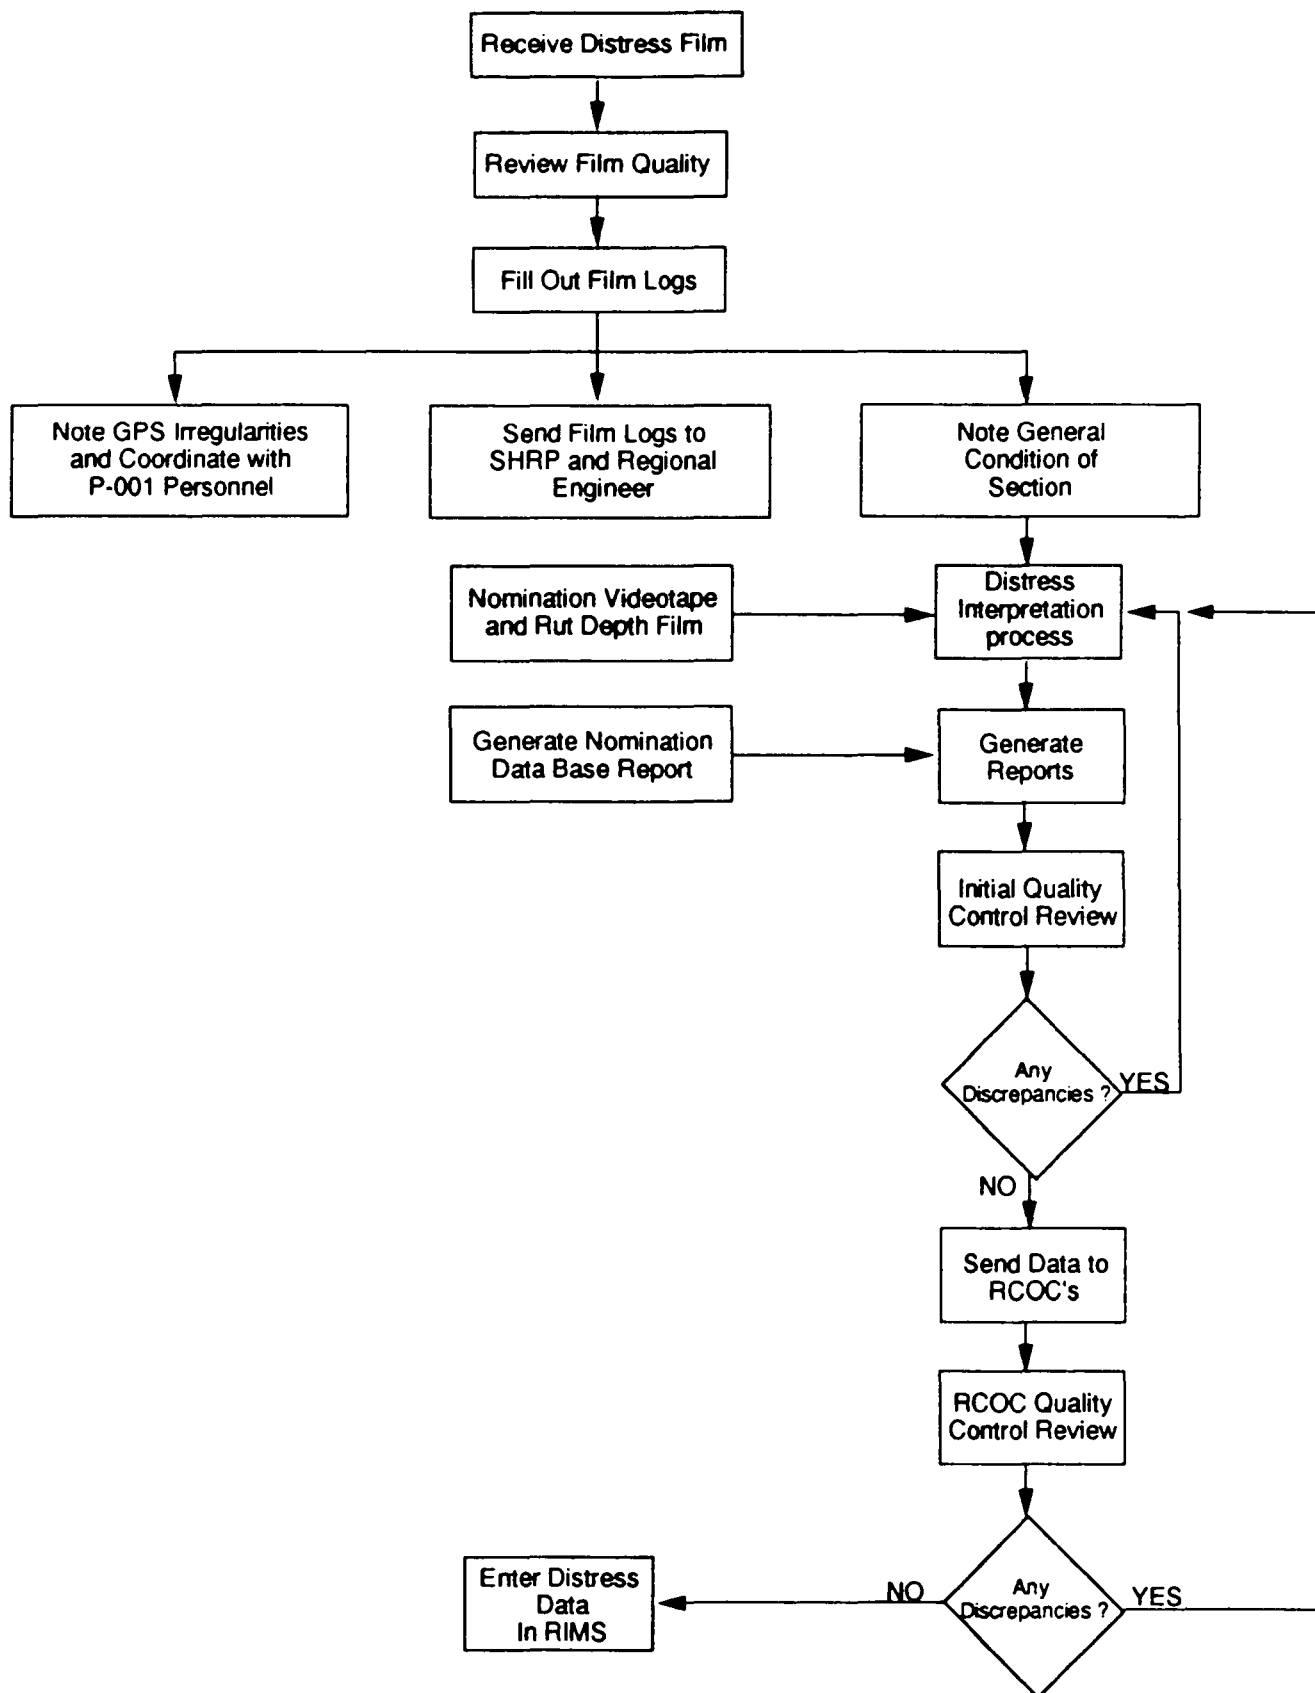 Receive Distress Film
Review Film Quality
Fill Out Film Logs
Note GPS Irregularities
and Coordinate with
P-001 Personnel
Send Film Logs to
SHRP and Regional
Engineer
Note General
Condition of
Section
Nomination Videotape
and Rut Depth Film
Distress
Interpretation
process
Generate Nomination
Data Base Report
Generate
Reports
Initial Quality
Control Review
Any
Discrepancies ?
YES
NO
Send Data to
RCOC's
RCOC Quality
Control Review
Any
Discrepancies ?
YES
NO
Enter Distress
Data
In RIMS